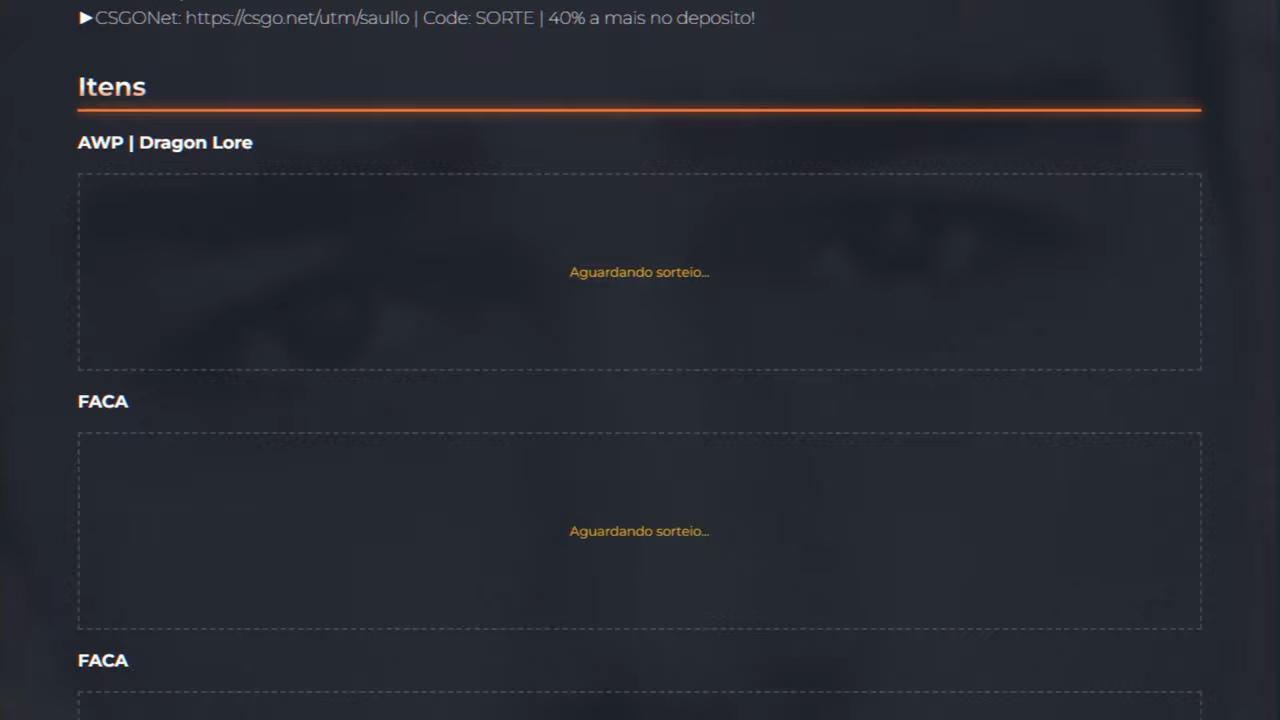 ▶CSGONet: https://csgo.net/utm/saullo | Code: SORTE | 40% a mais no deposito!
Itens
AWP | Dragon Lore
Aguardando sorteio...
FACA
Aguardando sorteio...
FACA